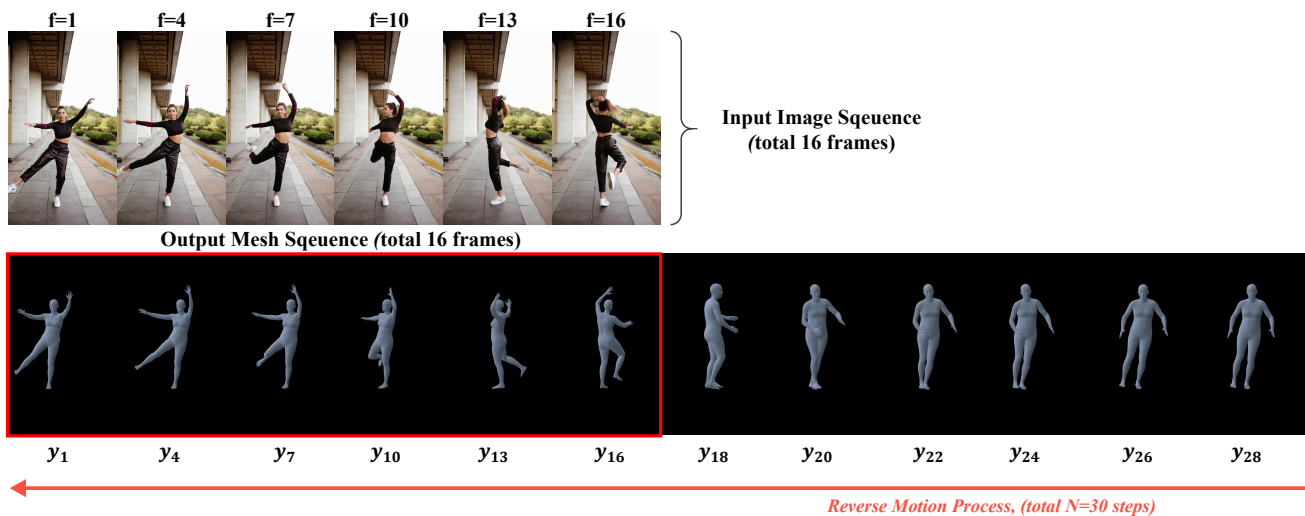 f=1 f=4 f=7 f=10 f=13 f=16
Input Image Sqeuence
(total 16 frames)
Output Mesh Sqeuence (total 16 frames)
y₁ y₄ y₇ y₁₀ y₁₃ y₁₆ y₁₈ y₂₀ y₂₂ y₂₄ y₂₆ y₂₈
Reverse Motion Process, (total N=30 steps)